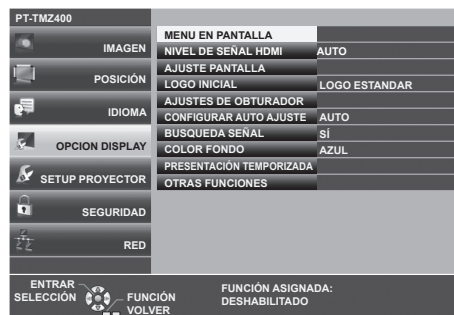 PT-TMZ400
IMAGEN
POSICIÓN
IDIOMA
OPCION DISPLAY
SETUP PROYECTOR
SEGURIDAD
RED
MENU EN PANTALLA
NIVEL DE SEÑAL HDMI AUTO
AJUSTE PANTALLA
LOGO INICIAL LOGO ESTANDAR
AJUSTES DE OBTURADOR
CONFIGURAR AUTO AJUSTE AUTO
BUSQUEDA SEÑAL SÍ
COLOR FONDO AZUL
PRESENTACIÓN TEMPORIZADA
OTRAS FUNCIONES
ENTRAR
SELECCIÓN
FUNCIÓN
VOLVER
FUNCIÓN ASIGNADA:
DESHABILITADO